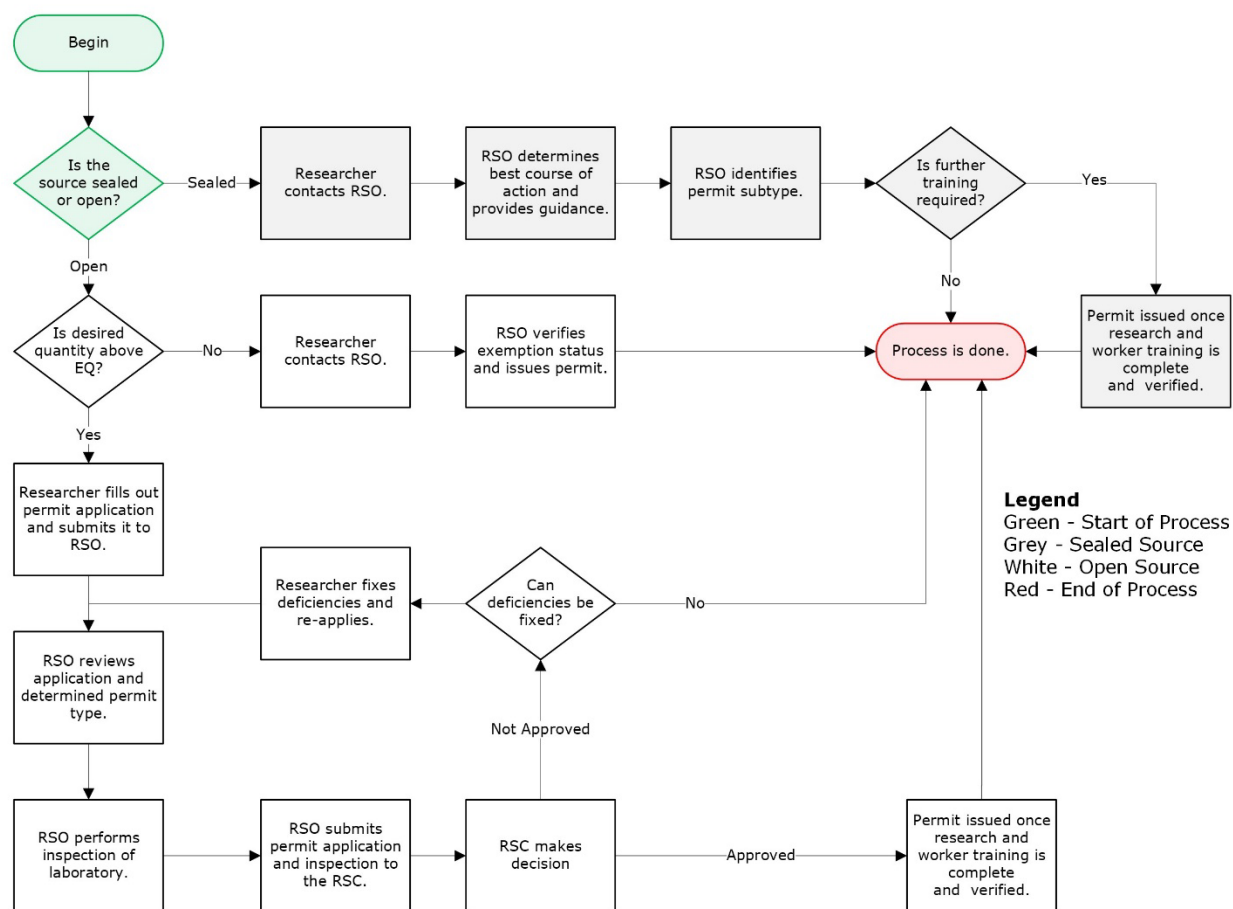 Begin
Is the
source sealed
or open?
Sealed
Researcher
contacts RSO.
RSO determines
best course of
action and
provides guidance.
RSO identifies
permit subtype.
Is further
training
required?
Yes
Open
No
Is desired
quantity above
EQ?
No
Researcher
contacts RSO.
RSO verifies
exemption status
and issues permit.
Process is done.
Permit issued once
research and
worker training is
complete
and  verified.
Yes
Researcher fills out
permit application
and submits it to
RSO.
Legend
Green - Start of Process
Grey - Sealed Source
White - Open Source
Red - End of Process
Researcher fixes
deficiencies and
re-applies.
Can
deficiencies be
fixed?
No
RSO reviews
application and
determined permit
type.
Not Approved
RSO performs
inspection of
laboratory.
RSO submits
permit application
and inspection to
the RSC.
RSC makes
decision
Approved
Permit issued once
research and
worker training is
complete
and  verified.